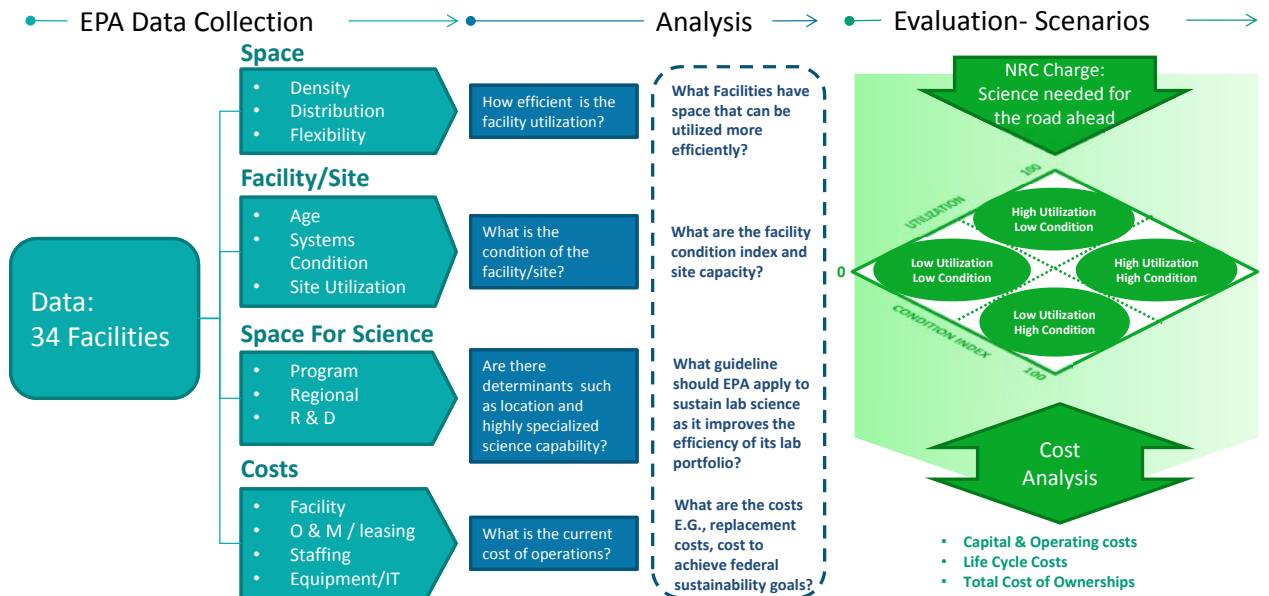 EPA Data Collection
Analysis
Evaluation- Scenarios
Data:
34 Facilities
Space
• Density
• Distribution
• Flexibility
How efficient is the
facility utilization?
What Facilities have
space that can be
utilized more
efficiently?
Facility/Site
• Age
• Systems
Condition
• Site Utilization
What is the
condition of the
facility/site?
What are the facility
condition index and
site capacity?
Space For Science
• Program
• Regional
• R & D
Are there
determinants such
as location and
highly specialized
science capability?
What guideline
should EPA apply to
sustain lab science
as it improves the
efficiency of its lab
portfolio?
Costs
• Facility
• O & M / leasing
• Staffing
• Equipment/IT
What is the current
cost of operations?
What are the costs
E.G., replacement
costs, cost to
achieve federal
sustainability goals?
NRC Charge:
Science needed for
the road ahead
100
UTILIZATION
High Utilization
Low Condition
0
Low Utilization
Low Condition
High Utilization
High Condition
Low Utilization
High Condition
CONDITION INDEX
100
Cost
Analysis
• Capital & Operating costs
• Life Cycle Costs
• Total Cost of Ownerships